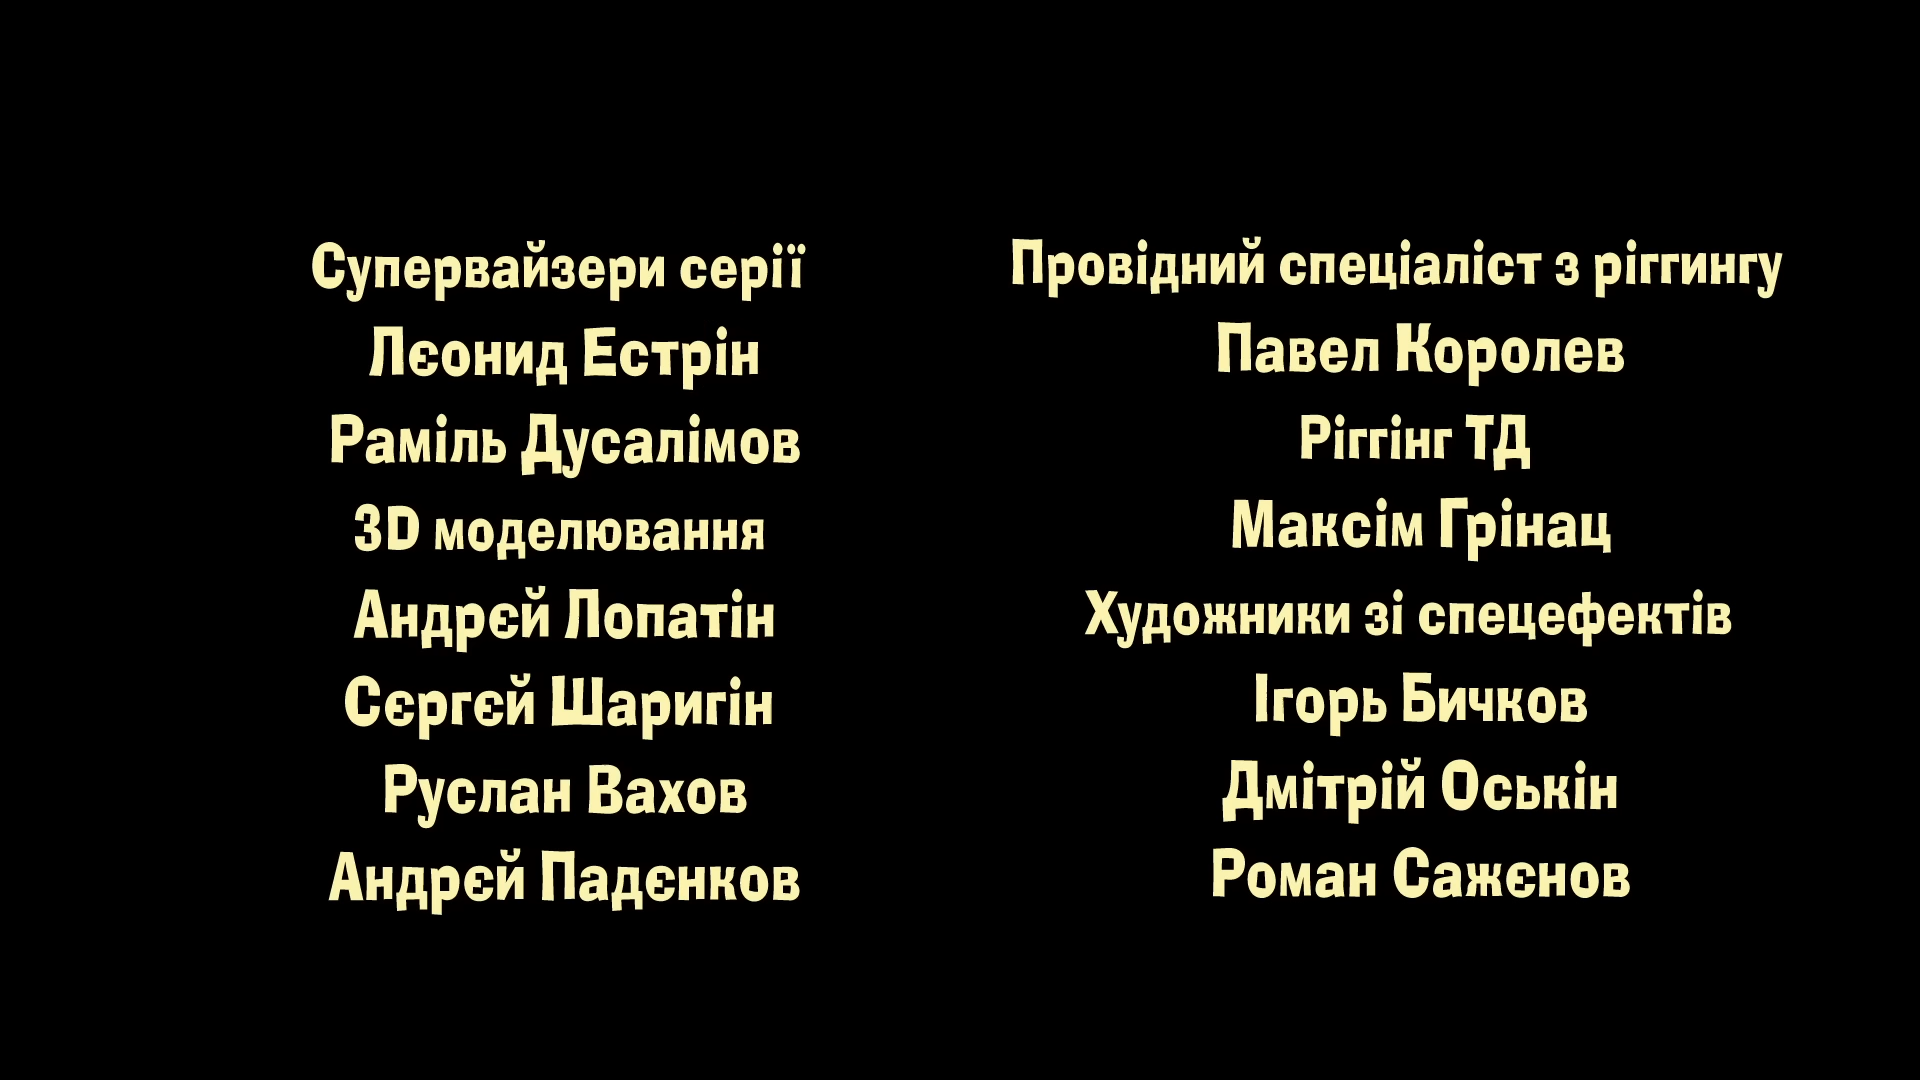 Супервайзери серії
Лєонид Естрін
Раміль Дусалімов
3D моделювання
Андрєй Лопатін
Сєргєй Шаригін
Руслан Вахов
Андрєй Падєнков
Провідний спеціаліст з ріггингу
Павел Королев
Ріггінг ТД
Максім Грінац
Художники зі спецефектів
Ігорь Бичков
Дмітрій Оськін
Роман Сажєнов